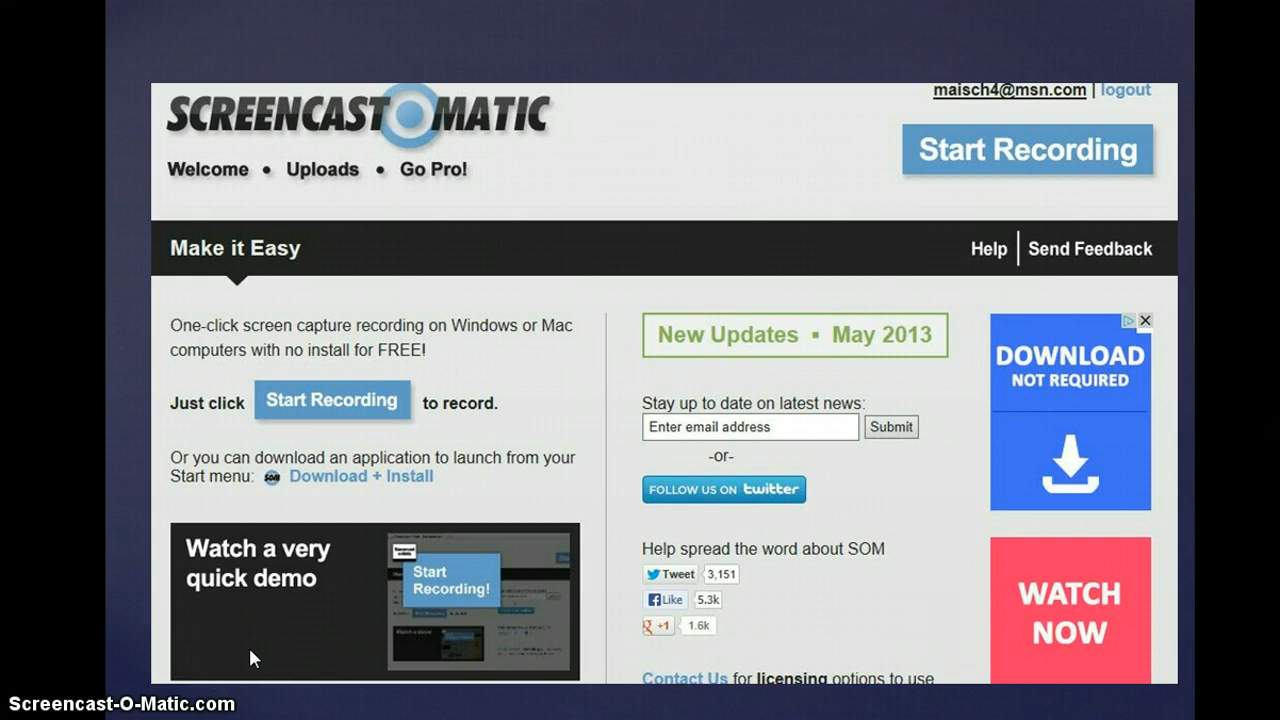 SCREENCAST-O-MATIC
maisch4@msn.com | logout
Start Recording
Welcome • Uploads • Go Pro!
Make it Easy
Help | Send Feedback
One-click screen capture recording on Windows or Mac
computers with no install for FREE!
Just click Start Recording to record.
Or you can download an application to launch from your
Start menu: SOM Download + Install
Watch a very
quick demo
Start
Recording!
New Updates ▪ May 2013
Stay up to date on latest news:
Enter email address Submit
-or-
FOLLOW US ON twitter
Help spread the word about SOM
Tweet 3,151
Like 5.3k
+1 1.6k
Contact Us for licensing options to use
DOWNLOAD
NOT REQUIRED
WATCH
NOW
Screencast-O-Matic.com